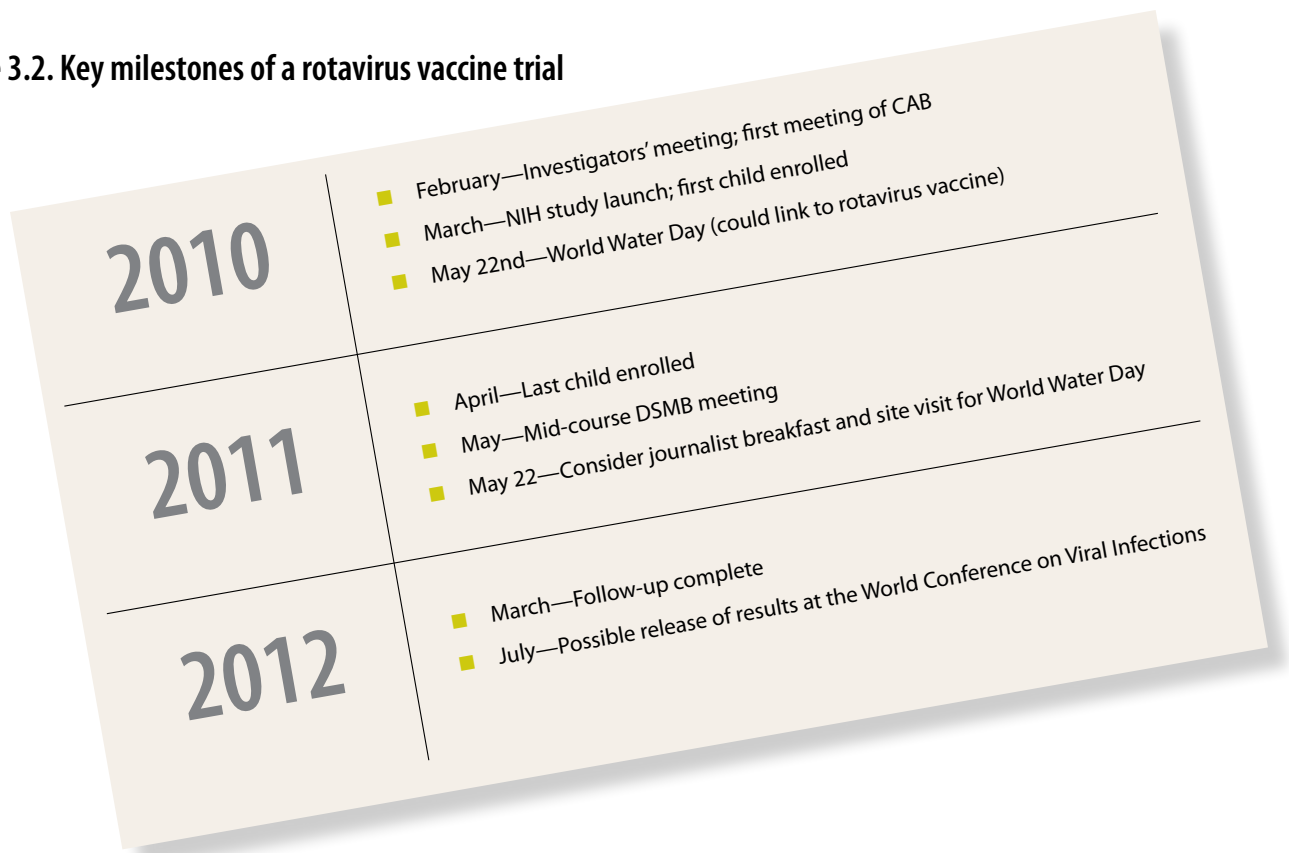 3.2. Key milestones of a rotavirus vaccine trial
2010
■ February—Investigators’ meeting; first meeting of CAB
■ March—NIH study launch; first child enrolled
■ May 22nd—World Water Day (could link to rotavirus vaccine)
2011
■ April—Last child enrolled
■ May—Mid-course DSMB meeting
■ May 22—Consider journalist breakfast and site visit for World Water Day
2012
■ March—Follow-up complete
■ July—Possible release of results at the World Conference on Viral Infections